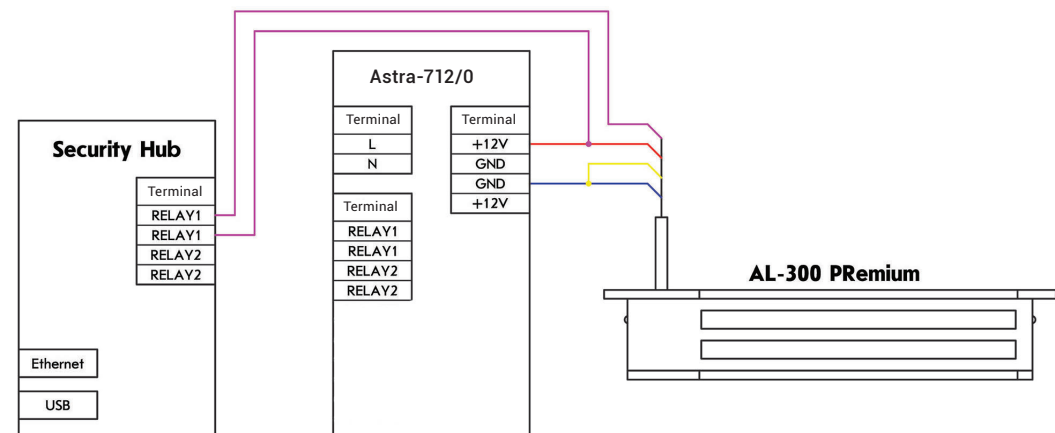 Security Hub
Terminal
RELAY1
RELAY1
RELAY2
RELAY2
Ethernet
USB
Astra-712/0
Terminal
L
N
Terminal
RELAY1
RELAY1
RELAY2
RELAY2
Terminal
+12V
GND
GND
+12V
AL-300 PRemium